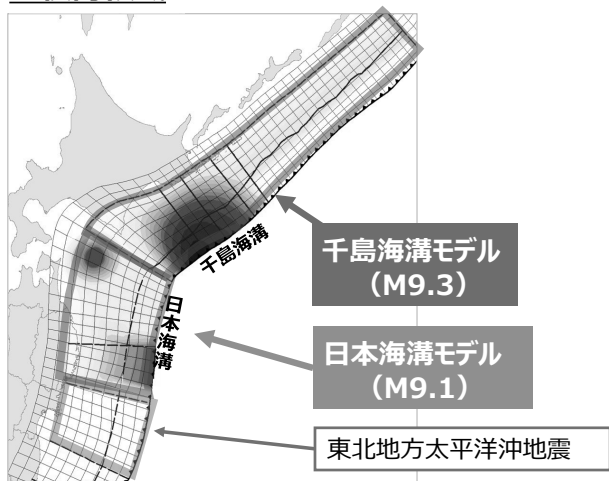 千島海溝
千島海溝モデル
（M9.3）
日本海溝
日本海溝モデル
（M9.1）
東北地方太平洋沖地震